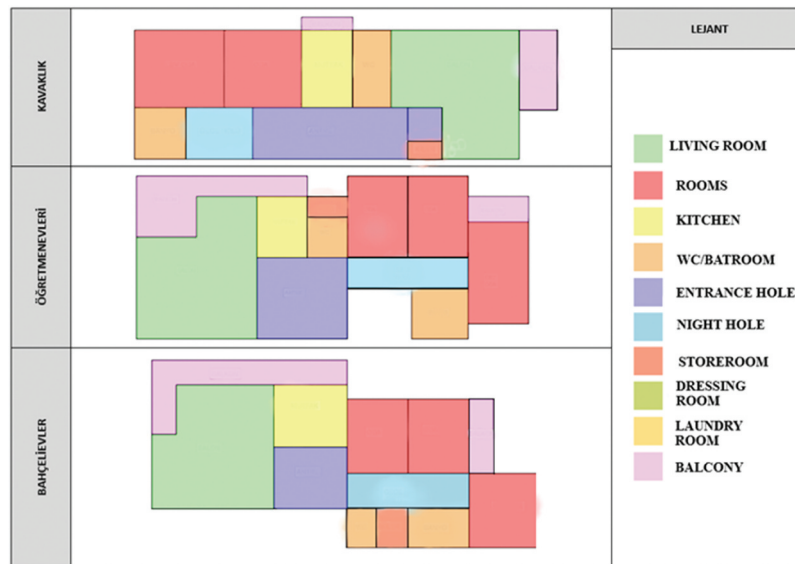 KAVAKLIK
ÖĞRETMENEVLERİ
BAHÇELİEVLER
LEJANT
LIVING ROOM
ROOMS
KITCHEN
WC/BATROOM
ENTRANCE HOLE
NIGHT HOLE
STOREROOM
DRESSING
ROOM
LAUNDRY
ROOM
BALCONY